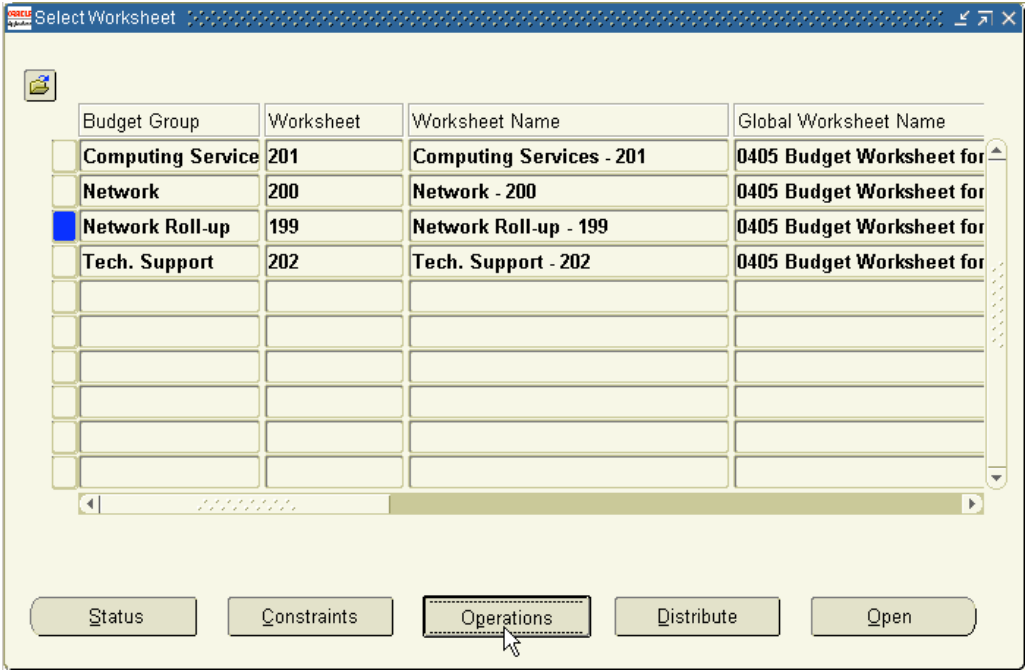 ORACLE
Select Worksheet
Budget Group Worksheet Worksheet Name Global Worksheet Name
Computing Service 201 Computing Services - 201 0405 Budget Worksheet for
Network 200 Network - 200 0405 Budget Worksheet for
Network Roll-up 199 Network Roll-up - 199 0405 Budget Worksheet for
Tech. Support 202 Tech. Support - 202 0405 Budget Worksheet for
Status Constraints Operations Distribute Open